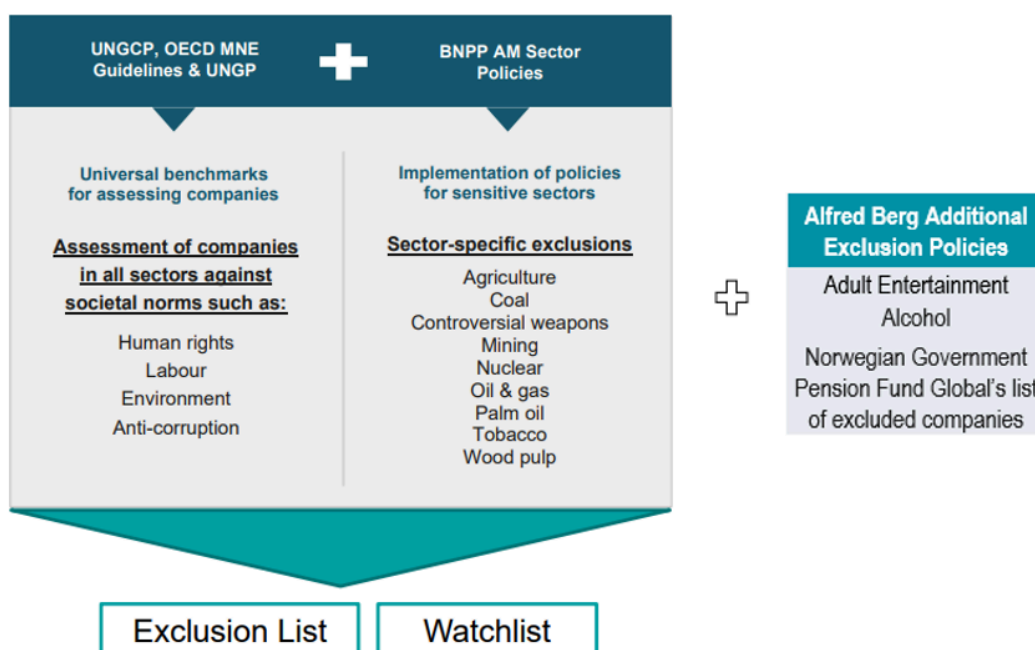 UNGCP, OECD MNE
Guidelines & UNGP
BNPP AM Sector
Policies
Universal benchmarks
for assessing companies
Assessment of companies
in all sectors against
societal norms such as:
Human rights
Labour
Environment
Anti-corruption
Implementation of policies
for sensitive sectors
Sector-specific exclusions
Agriculture
Coal
Controversial weapons
Mining
Nuclear
Oil & gas
Palm oil
Tobacco
Wood pulp
Alfred Berg Additional
Exclusion Policies
Adult Entertainment
Alcohol
Norwegian Government
Pension Fund Global's list
of excluded companies
Exclusion List
Watchlist